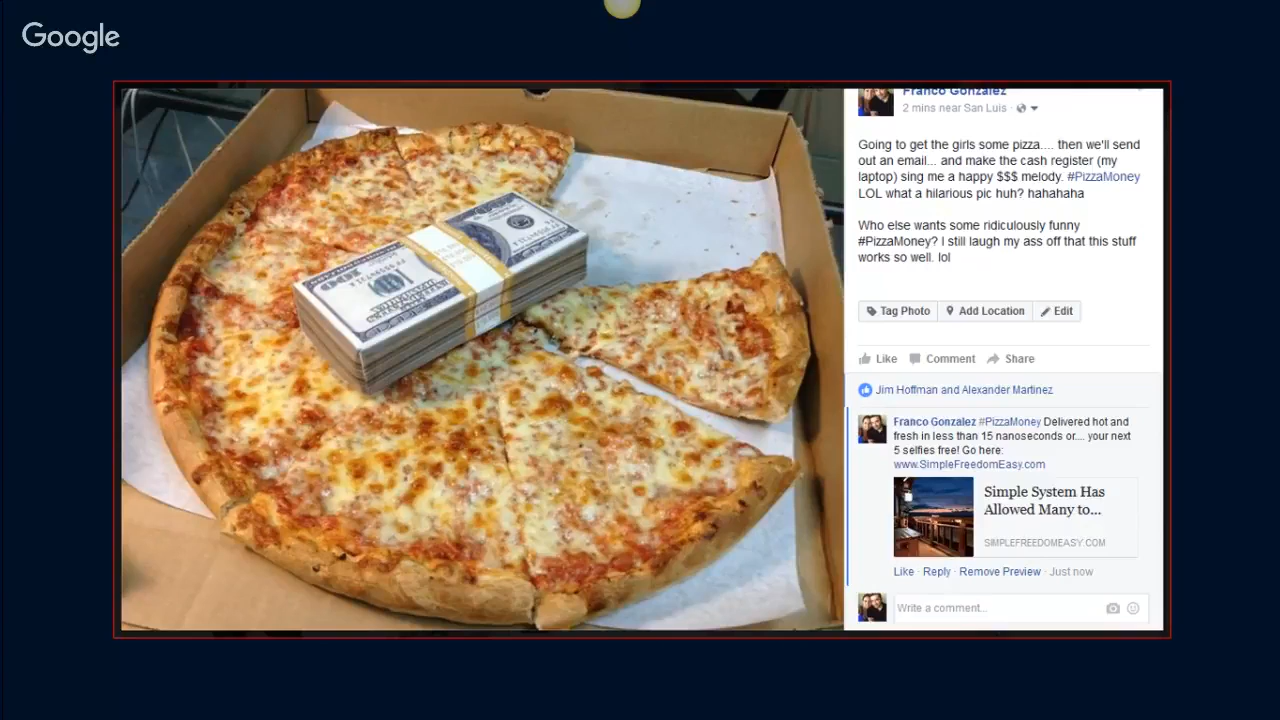 Google
Franco Gonzalez
2 mins near San Luis ·
Going to get the girls some pizza.... then we'll send
out an email... and make the cash register (my
laptop) sing me a happy $$$ melody. #PizzaMoney
LOL what a hilarious pic huh? hahahaha
Who else wants some ridiculously funny
#PizzaMoney? I still laugh my ass off that this stuff
works so well. lol
Tag Photo Add Location Edit
Like Comment Share
Jim Hoffman and Alexander Martinez
Franco Gonzalez #PizzaMoney Delivered hot and
fresh in less than 15 nanoseconds or.... your next
5 selfies free! Go here:
www.SimpleFreedomEasy.com
Simple System Has
Allowed Many to...
SIMPLEFREEDOMEASY.COM
Like · Reply · Remove Preview · Just now
Write a comment...
100